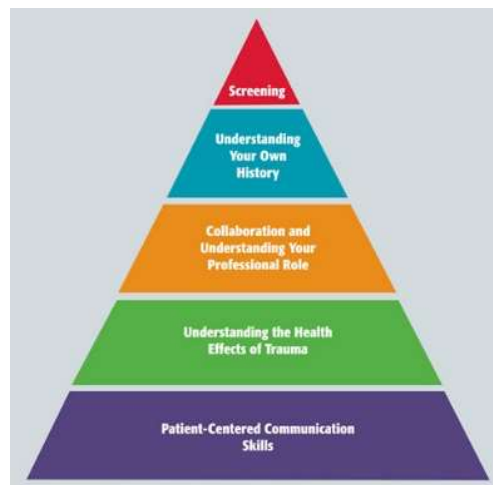 Screening
Understanding
Your Own
History
Collaboration and
Understanding Your
Professional Role
Understanding the Health
Effects of Trauma
Patient-Centered Communication
Skills